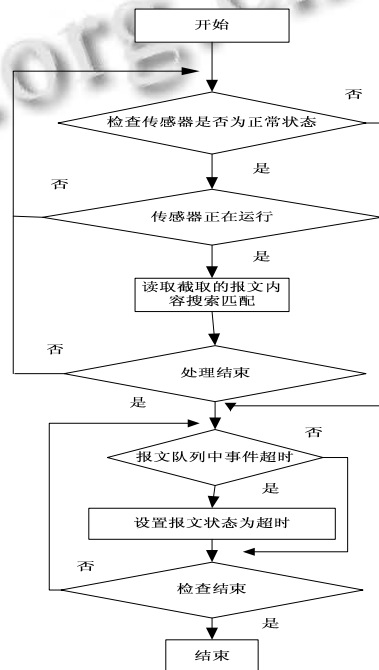 .org.
开始
检查传感器是否为正常状态
否
是
否
传感器正在运行
是
读取截取的报文内
容搜索匹配
否
处理结束
是
否
报文队列中事件超时
是
设置报文状态为超时
否
检查结束
是
结束